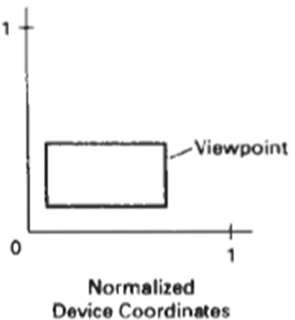 1
Viewpoint
0
1
Normalized
Device Coordinates